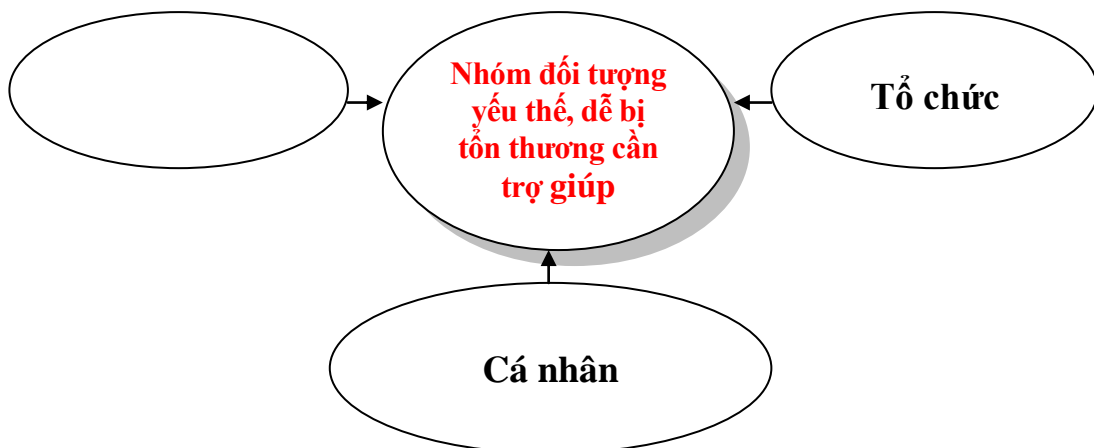 Nhóm đối tượng
yếu thế, dễ bị
tổn thương cần
trợ giúp
Tổ chức
Cá nhân